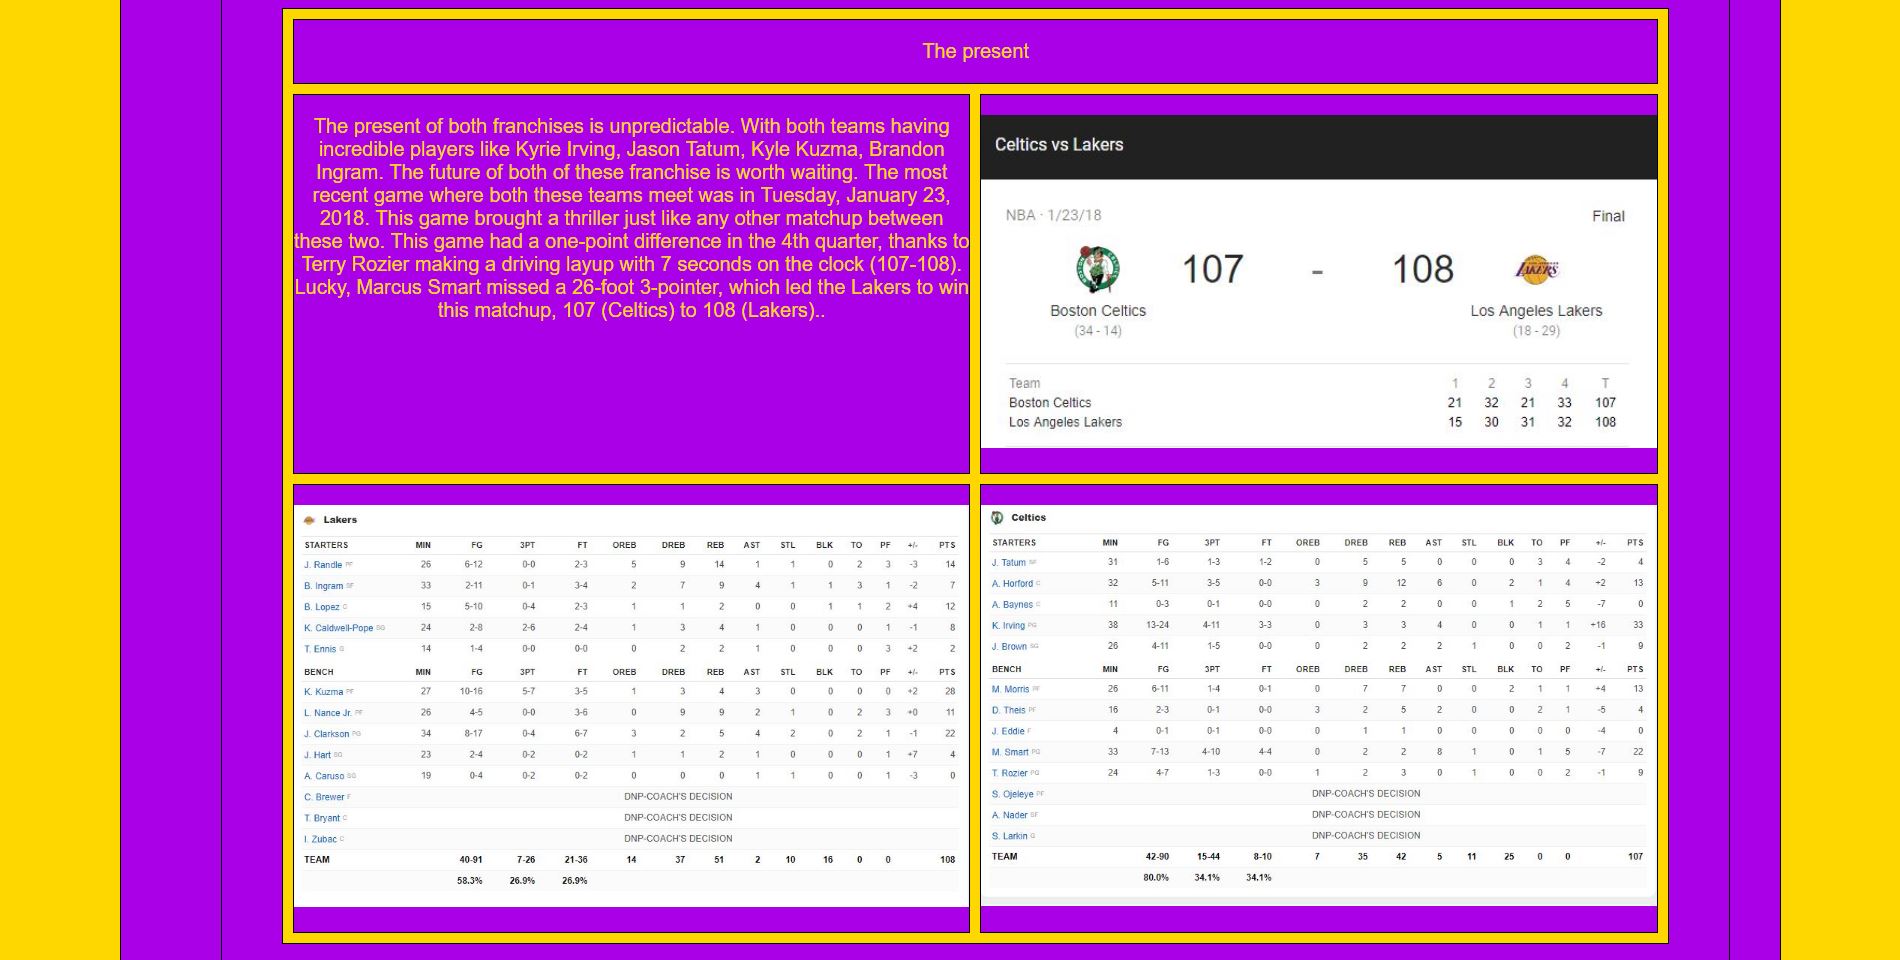 The present
The present of both franchises is unpredictable. With both teams having
incredible players like Kyrie Irving, Jason Tatum, Kyle Kuzma, Brandon
Ingram. The future of both of these franchise is worth waiting. The most
recent game where both these teams meet was in Tuesday, January 23,
2018. This game brought a thriller just like any other matchup between
these two. This game had a one-point difference in the 4th quarter, thanks to
Terry Rozier making a driving layup with 7 seconds on the clock (107-108).
Lucky, Marcus Smart missed a 26-foot 3-pointer, which led the Lakers to win
this matchup, 107 (Celtics) to 108 (Lakers)..
Celtics vs Lakers
NBA · 1/23/18 Final
107 - 108 LAKERS
Boston Celtics Los Angeles Lakers
(34 - 14) (18 - 29)
Team 1 2 3 4 T
Boston Celtics 21 32 21 33 107
Los Angeles Lakers 15 30 31 32 108
Lakers
STARTERS MIN FG 3PT FT OREB DREB REB AST STL BLK TO PF +/- PTS
J. Randle PF 26 6-12 0-0 2-3 5 9 14 1 1 0 2 3 -3 14
B. Ingram SF 33 2-11 0-1 3-4 2 7 9 4 1 1 3 1 -2 7
B. Lopez C 15 5-10 0-4 2-3 1 1 2 0 0 1 1 2 +4 12
K. Caldwell-Pope SG 24 2-8 2-6 2-4 1 3 4 1 0 0 0 1 -1 8
T. Ennis G 14 1-4 0-0 0-0 0 2 2 1 0 0 0 3 +2 2
BENCH MIN FG 3PT FT OREB DREB REB AST STL BLK TO PF +/- PTS
K. Kuzma PF 27 10-16 5-7 3-5 1 3 4 3 0 0 0 0 +2 28
L. Nance Jr. PF 26 4-5 0-0 3-6 0 9 9 2 1 0 2 3 +0 11
J. Clarkson PG 34 8-17 0-4 6-7 3 2 5 4 2 0 2 1 -1 22
J. Hart SG 23 2-4 0-2 0-2 1 1 2 1 0 0 0 1 +7 4
A. Caruso SG 19 0-4 0-2 0-2 0 0 0 1 1 0 0 1 -3 0
C. Brewer F DNP-COACH'S DECISION
T. Bryant C DNP-COACH'S DECISION
I. Zubac C DNP-COACH'S DECISION
TEAM 40-91 7-26 21-36 14 37 51 2 10 16 0 0 108
58.3% 26.9% 26.9%
Celtics
STARTERS MIN FG 3PT FT OREB DREB REB AST STL BLK TO PF +/- PTS
J. Tatum SF 31 1-6 1-3 1-2 0 5 5 0 0 0 3 4 -2 4
A. Horford C 32 5-11 3-5 0-0 3 9 12 6 0 2 1 4 +2 13
A. Baynes C 11 0-3 0-1 0-0 0 2 2 0 0 1 2 5 -7 0
K. Irving PG 38 13-24 4-11 3-3 0 3 3 4 0 0 1 1 +16 33
J. Brown SG 26 4-11 1-5 0-0 0 2 2 2 1 0 0 2 -1 9
BENCH MIN FG 3PT FT OREB DREB REB AST STL BLK TO PF +/- PTS
M. Morris PF 26 6-11 1-4 0-1 0 7 7 0 0 2 1 1 +4 13
D. Theis PF 16 2-3 0-1 0-0 3 2 5 2 0 0 2 1 -5 4
J. Eddie F 4 0-1 0-1 0-0 0 1 1 0 0 0 0 0 -4 0
M. Smart PG 33 7-13 4-10 4-4 0 2 2 8 1 0 1 5 -7 22
T. Rozier PG 24 4-7 1-3 0-0 1 2 3 0 1 0 0 2 -1 9
S. Ojeleye PF DNP-COACH'S DECISION
A. Nader SF DNP-COACH'S DECISION
S. Larkin G DNP-COACH'S DECISION
TEAM 42-90 15-44 8-10 7 35 42 5 11 25 0 0 107
80.0% 34.1% 34.1%